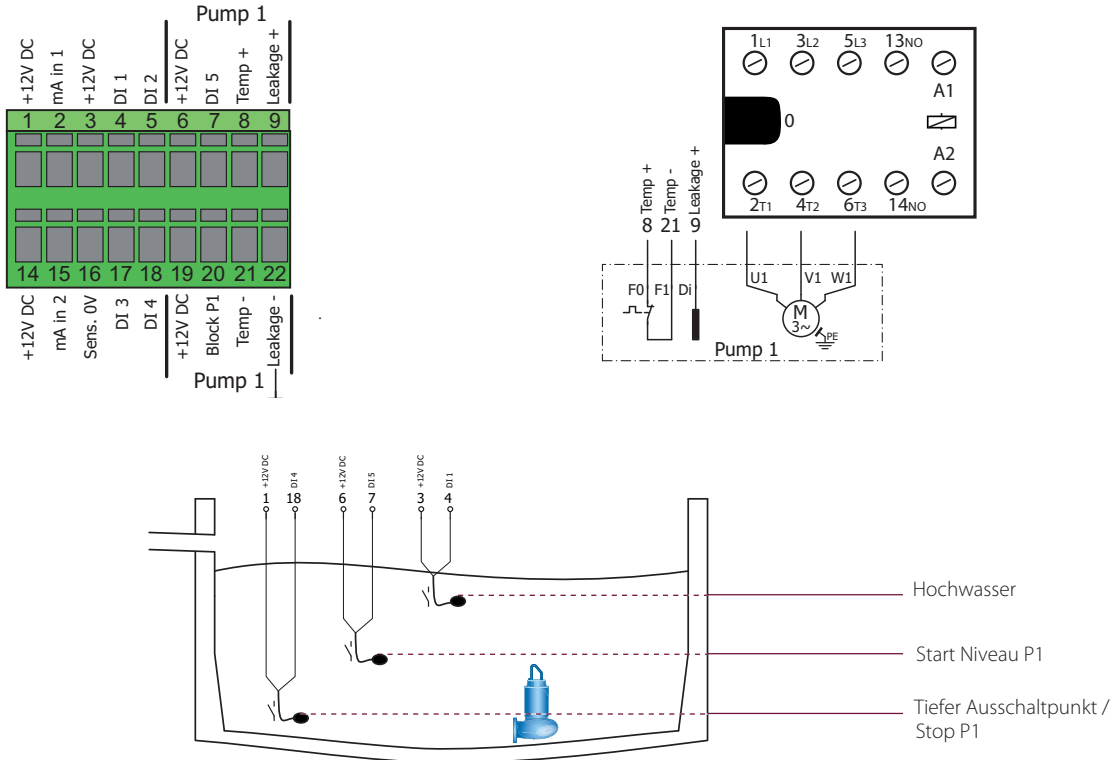 Pump 1
+12V DC
mA in 1
+12V DC
DI 1
DI 2
+12V DC
DI 5
Temp +
Leakage +
1 2 3 4 5 6 7 8 9
14 15 16 17 18 19 20 21 22
+12V DC
mA in 2
Sens. 0V
DI 3
DI 4
+12V DC
Block P1
Temp -
Leakage -
Pump 1
1L1 3L2 5L3 13NO
A1
0
A2
2T1 4T2 6T3 14NO
Temp +
Temp -
Leakage +
8 21 9
U1 V1 W1
F0 F1 Di
M
3~
PE
Pump 1
+12V DC
DI 4
+12V DC
DI 5
+12V DC
DI 1
1 18 6 7 3 4
Hochwasser
Start Niveau P1
Tiefer Ausschaltpunkt /
Stop P1